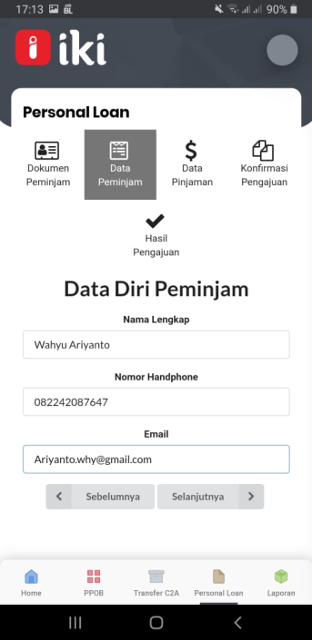 17:13
90%
iki
Personal Loan
Dokumen
Peminjam
Data
Peminjam
Data
Pinjaman
Konfirmasi
Pengajuan
Hasil
Pengajuan
Data Diri Peminjam
Nama Lengkap
Wahyu Ariyanto
Nomor Handphone
082242087647
Email
Ariyanto.why@gmail.com
Sebelumnya
Selanjutnya
Home
PPOB
Transfer C2A
Personal Loan
Laporan